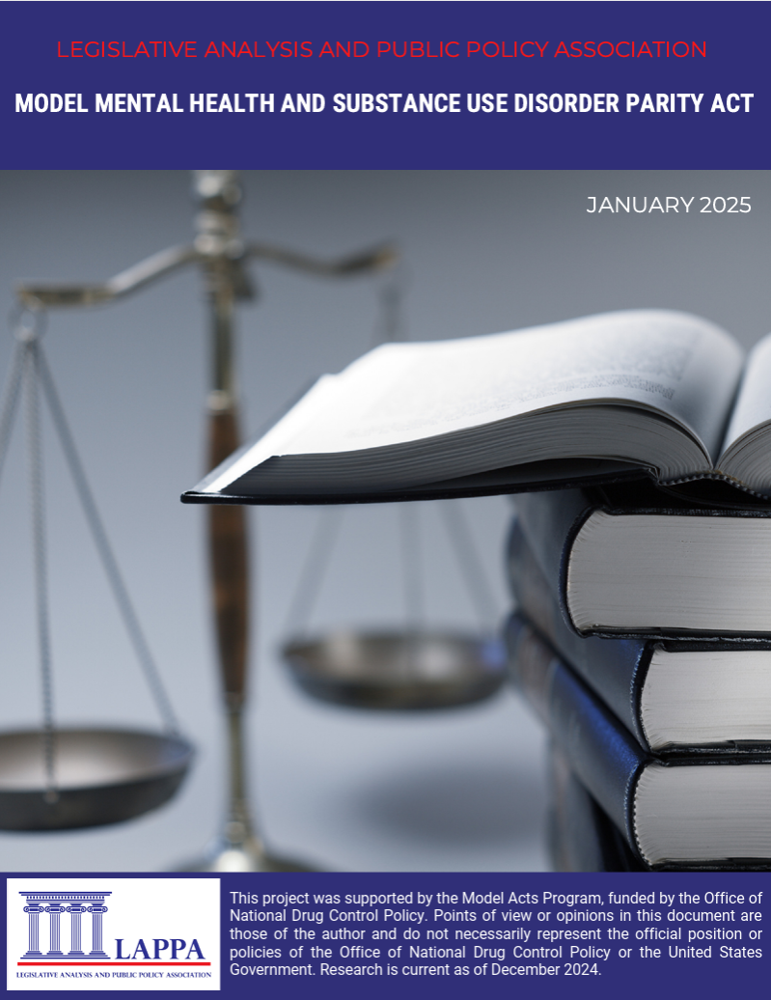 LEGISLATIVE ANALYSIS AND PUBLIC POLICY ASSOCIATION
MODEL MENTAL HEALTH AND SUBSTANCE USE DISORDER PARITY ACT
JANUARY 2025
LAPPA
LEGISLATIVE ANALYSIS AND PUBLIC POLICY ASSOCIATION
This project was supported by the Model Acts Program, funded by the Office of
National Drug Control Policy. Points of view or opinions in this document are
those of the author and do not necessarily represent the official position or
policies of the Office of National Drug Control Policy or the United States
Government. Research is current as of December 2024.